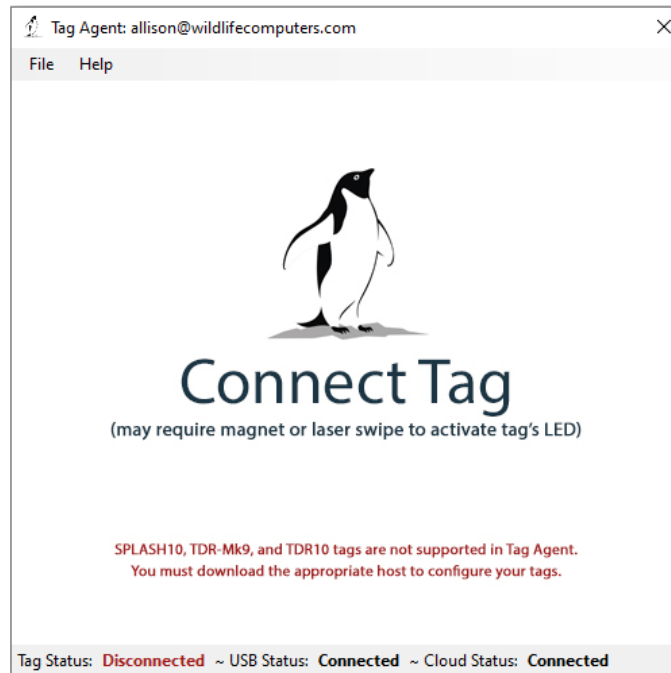 Tag Agent: allison@wildlifecomputers.com
File Help
Connect Tag
(may require magnet or laser swipe to activate tag's LED)
SPLASH10, TDR-Mk9, and TDR10 tags are not supported in Tag Agent.
You must download the appropriate host to configure your tags.
Tag Status: Disconnected ~ USB Status: Connected ~ Cloud Status: Connected